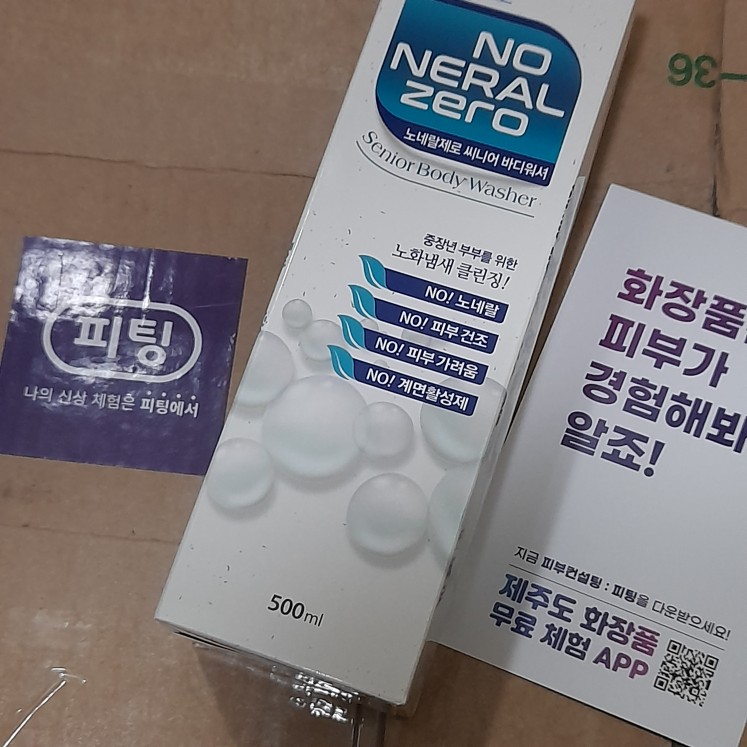 NO
NERAL
zero
노네랄제로 씨니어 바디워셔
Senior Body Washer
중장년 부부를 위한
노화냄새 클린징!
NO! 노네랄
NO! 피부 건조
NO! 피부 가려움
NO! 계면활성제
500ml
피팅
나의 신상 체험은 피팅에서
화장품,
피부가
경험해봐
알죠!
지금 피부컨설팅 : 피팅을 다운받으세요!
제주도 화장품
무료 체험 APP
-36